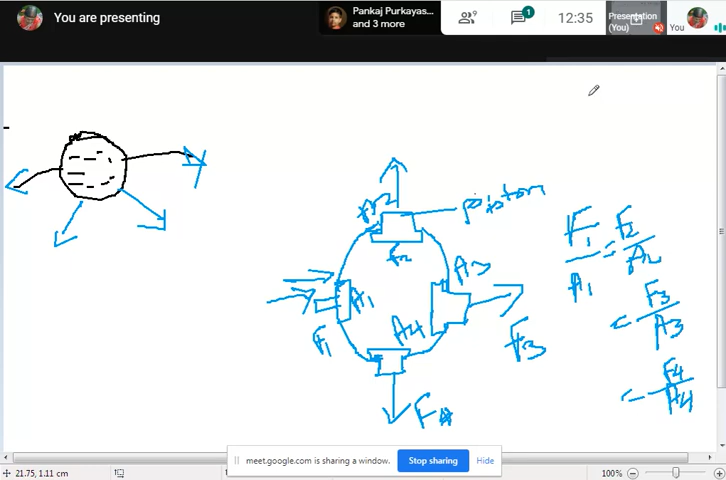 You are presenting
Pankaj Purkayas...
and 3 more
1
12:35
Presentation
(You)
You
piston
F2
A3
A1
A4
F1
F3
F4
F1/A1 = F2/A2
= F3/A3
= F4/A4
meet.google.com is sharing a window.
Stop sharing
Hide
21.75, 1.11 cm
100%